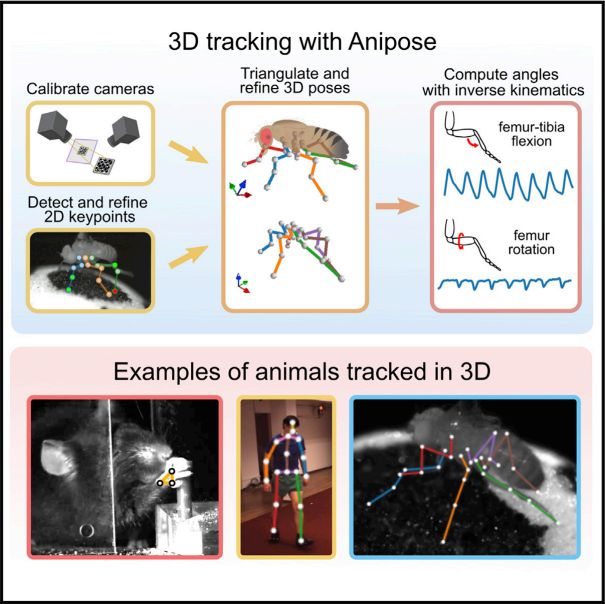 3D tracking with Anipose
Calibrate cameras
Detect and refine
2D keypoints
Triangulate and
refine 3D poses
Compute angles
with inverse kinematics
femur-tibia
flexion
femur
rotation
Examples of animals tracked in 3D